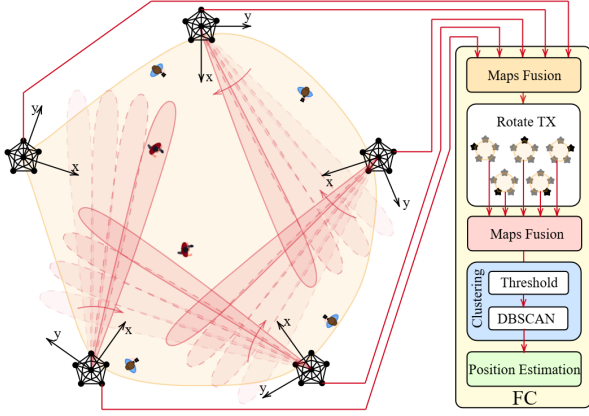 y
x
y
x
x
y
y
x
x
y
Maps Fusion
Rotate TX
Maps Fusion
Clustering
Threshold
DBSCAN
Position Estimation
FC